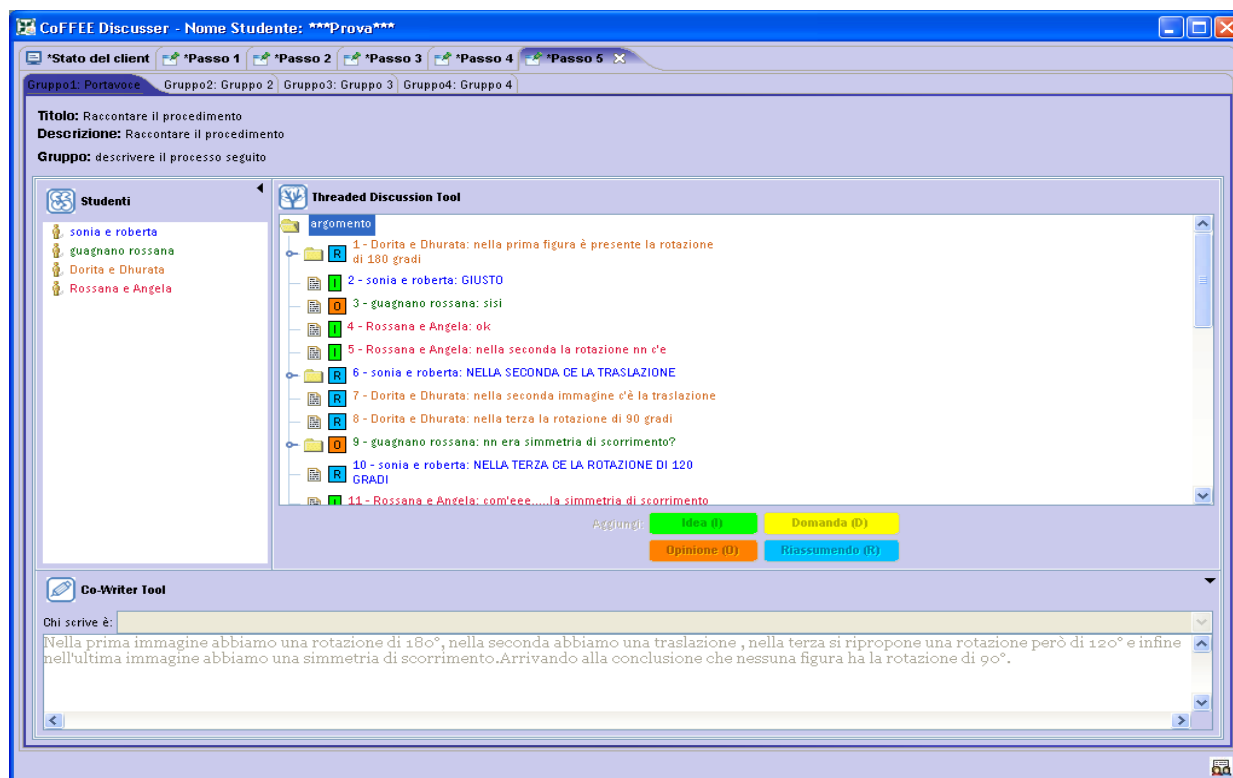 CoFFEE Discusser - Nome Studente: ***Prova***
*Stato del client *Passo 1 *Passo 2 *Passo 3 *Passo 4 *Passo 5
Gruppo1: Portavoce Gruppo2: Gruppo 2 Gruppo3: Gruppo 3 Gruppo4: Gruppo 4
Titolo: Raccontare il procedimento
Descrizione: Raccontare il procedimento
Gruppo: descrivere il processo seguito
Studenti
sonia e roberta
guagnano rossana
Dorita e Dhurata
Rossana e Angela
Threaded Discussion Tool
argomento
R 1 - Dorita e Dhurata: nella prima figura è presente la rotazione
di 180 gradi
I 2 - sonia e roberta: GIUSTO
O 3 - guagnano rossana: sisi
I 4 - Rossana e Angela: ok
I 5 - Rossana e Angela: nella seconda la rotazione nn c'e
R 6 - sonia e roberta: NELLA SECONDA CE LA TRASLAZIONE
R 7 - Dorita e Dhurata: nella seconda immagine c'è la traslazione
R 8 - Dorita e Dhurata: nella terza la rotazione di 90 gradi
O 9 - guagnano rossana: nn era simmetria di scorrimento?
R 10 - sonia e roberta: NELLA TERZA CE LA ROTAZIONE DI 120
GRADI
I 11 - Rossana e Angela: com'eee.....la simmetria di scorrimento
Aggiungi: Idea (I) Domanda (D)
Opinione (O) Riassumendo (R)
Co-Writer Tool
Chi scrive è:
Nella prima immagine abbiamo una rotazione di 180°, nella seconda abbiamo una traslazione , nella terza si ripropone una rotazione però di 120° e infine
nell'ultima immagine abbiamo una simmetria di scorrimento.Arrivando alla conclusione che nessuna figura ha la rotazione di 90°.